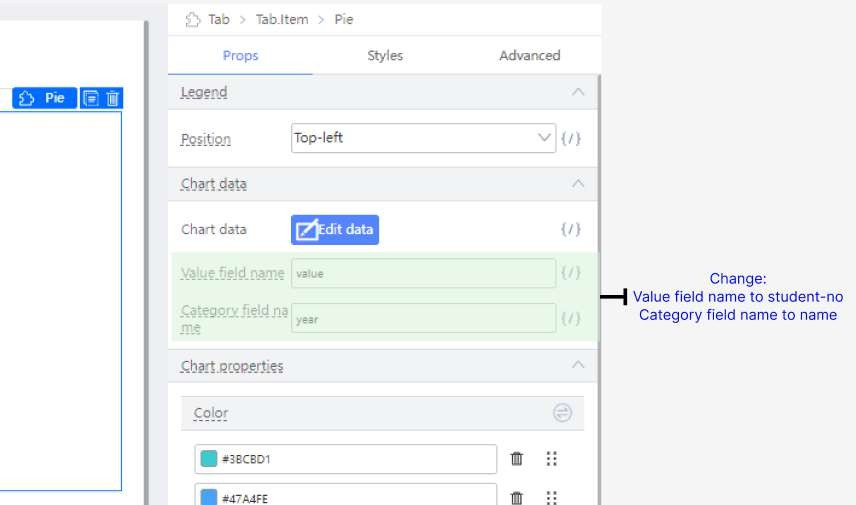 Tab > Tab.Item > Pie
Props Styles Advanced
Pie
Legend
Position Top-left {/}
Chart data
Chart data Edit data {/}
Value field name value {/}
Category field na
me year {/}
Change:
Value field name to student-no
Category field name to name
Chart properties
Color
#3BCBD1
#47A4FE